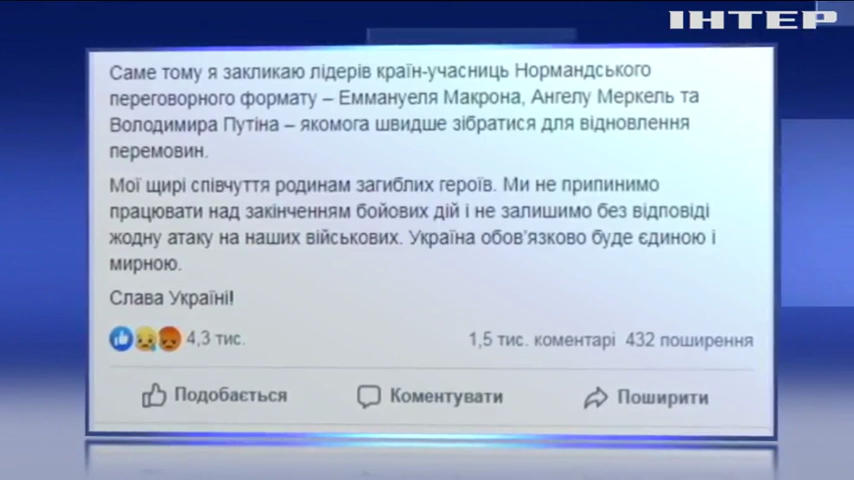 ІНТЕР
Саме тому я закликаю лідерів країн-учасниць Нормандського
переговорного формату – Еммануеля Макрона, Ангелу Меркель та
Володимира Путіна – якомога швидше зібратися для відновлення
перемовин.
Мої щирі співчуття родинам загиблих героїв. Ми не припинимо
працювати над закінченням бойових дій і не залишимо без відповіді
жодну атаку на наших військових. Україна обов'язково буде єдиною і
мирною.
Слава Україні!
4,3 тис. 1,5 тис. коментарі 432 поширення
Подобається Коментувати Поширити